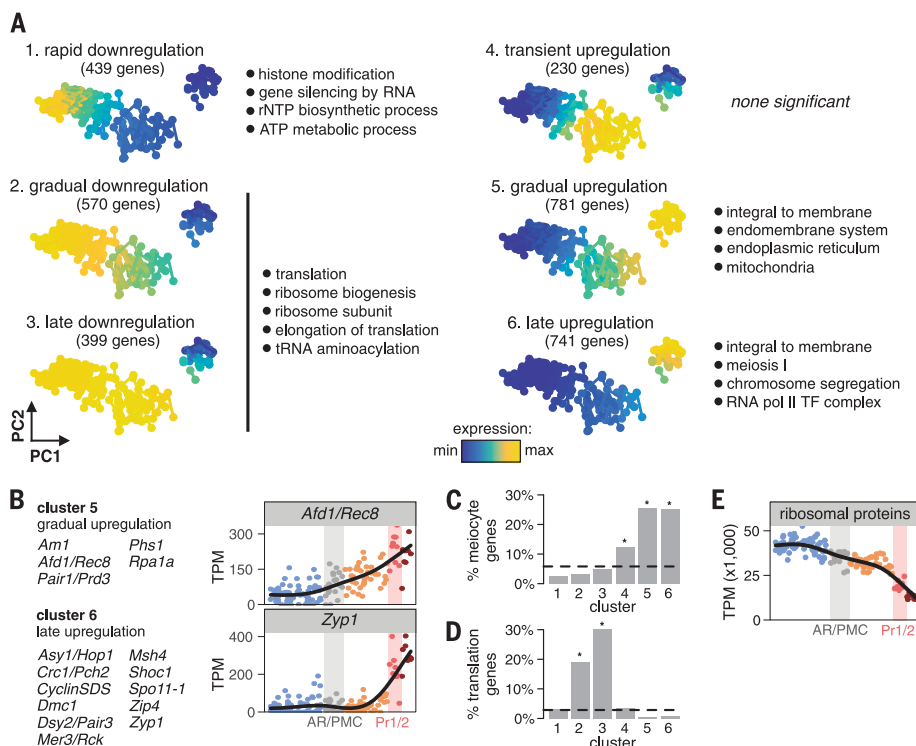 A
1. rapid downregulation
(439 genes)
● histone modification
● gene silencing by RNA
● rNTP biosynthetic process
● ATP metabolic process
2. gradual downregulation
(570 genes)
3. late downregulation
(399 genes)
● translation
● ribosome biogenesis
● ribosome subunit
● elongation of translation
● tRNA aminoacylation
PC2
PC1
4. transient upregulation
(230 genes)
none significant
5. gradual upregulation
(781 genes)
● integral to membrane
● endomembrane system
● endoplasmic reticulum
● mitochondria
6. late upregulation
(741 genes)
● integral to membrane
● meiosis I
● chromosome segregation
● RNA pol II TF complex
expression:
min max
B
cluster 5
gradual upregulation
Am1 Phs1
Afd1/Rec8 Rpa1a
Pair1/Prd3
cluster 6
late upregulation
Asy1/Hop1 Msh4
Crc1/Pch2 Shoc1
CyclinSDS Spo11-1
Dmc1 Zip4
Dsy2/Pair3 Zyp1
Mer3/Rck
Afd1/Rec8
TPM
300
150
0
Zyp1
TPM
400
200
0
AR/PMC Pr1/2
C
% meiocyte genes
30%
20%
10%
0%
* * *
1 2 3 4 5 6
cluster
D
% translation genes
30%
20%
10%
0%
* *
1 2 3 4 5 6
cluster
E
ribosomal proteins
TPM (x1,000)
50
25
0
AR/PMC Pr1/2